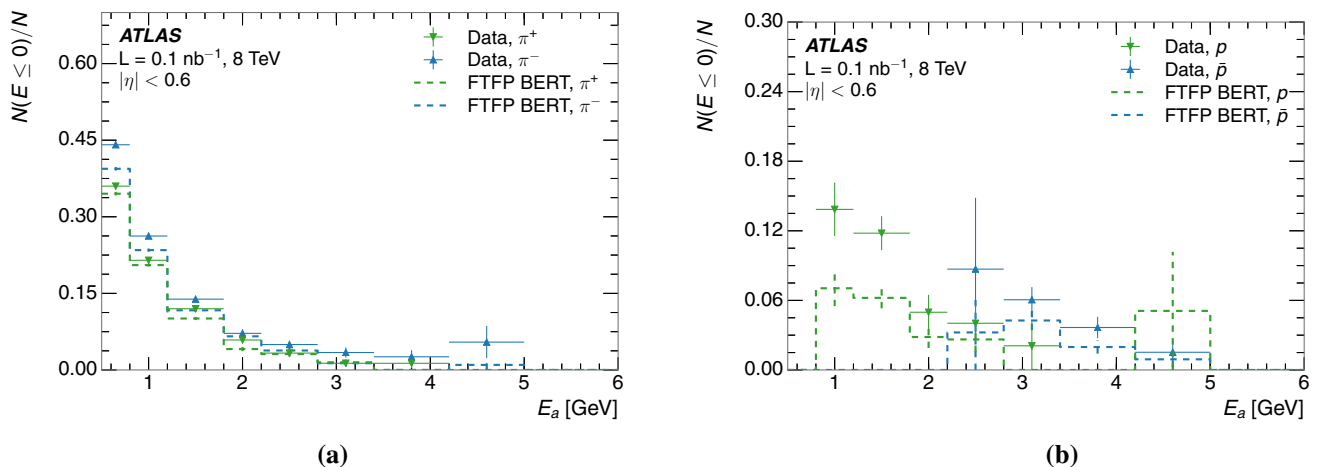 N(E ≤ 0)/N
0.60
0.45
0.30
0.15
0.00
ATLAS
L = 0.1 nb⁻¹, 8 TeV
|η| < 0.6
Data, π⁺
Data, π⁻
FTFP BERT, π⁺
FTFP BERT, π⁻
1 2 3 4 5 6
E_a [GeV]
(a)
N(E ≤ 0)/N
0.30
0.24
0.18
0.12
0.06
0.00
ATLAS
L = 0.1 nb⁻¹, 8 TeV
|η| < 0.6
Data, p
Data, p̄
FTFP BERT, p
FTFP BERT, p̄
1 2 3 4 5 6
E_a [GeV]
(b)